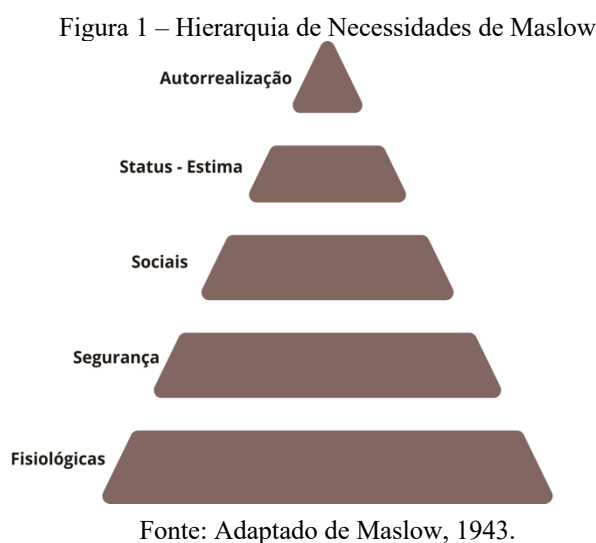 Figura 1 – Hierarquia de Necessidades de Maslow
Autorrealização
Status - Estima
Sociais
Segurança
Fisiológicas
Fonte: Adaptado de Maslow, 1943.